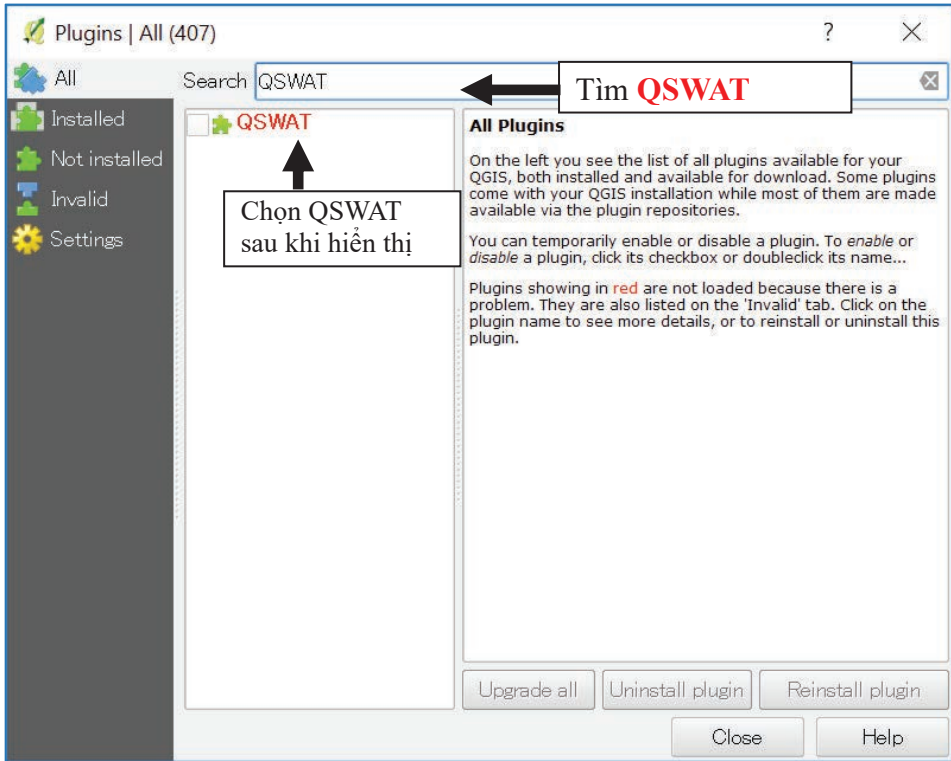 Plugins | All (407)
?
All
Search QSWAT
Tìm QSWAT
Installed
Not installed
Invalid
Settings
QSWAT
Chọn QSWAT
sau khi hiển thị
All Plugins
On the left you see the list of all plugins available for your
QGIS, both installed and available for download. Some plugins
come with your QGIS installation while most of them are made
available via the plugin repositories.
You can temporarily enable or disable a plugin. To enable or
disable a plugin, click its checkbox or doubleclick its name...
Plugins showing in red are not loaded because there is a
problem. They are also listed on the 'Invalid' tab. Click on the
plugin name to see more details, or to reinstall or uninstall this
plugin.
Upgrade all
Uninstall plugin
Reinstall plugin
Close
Help